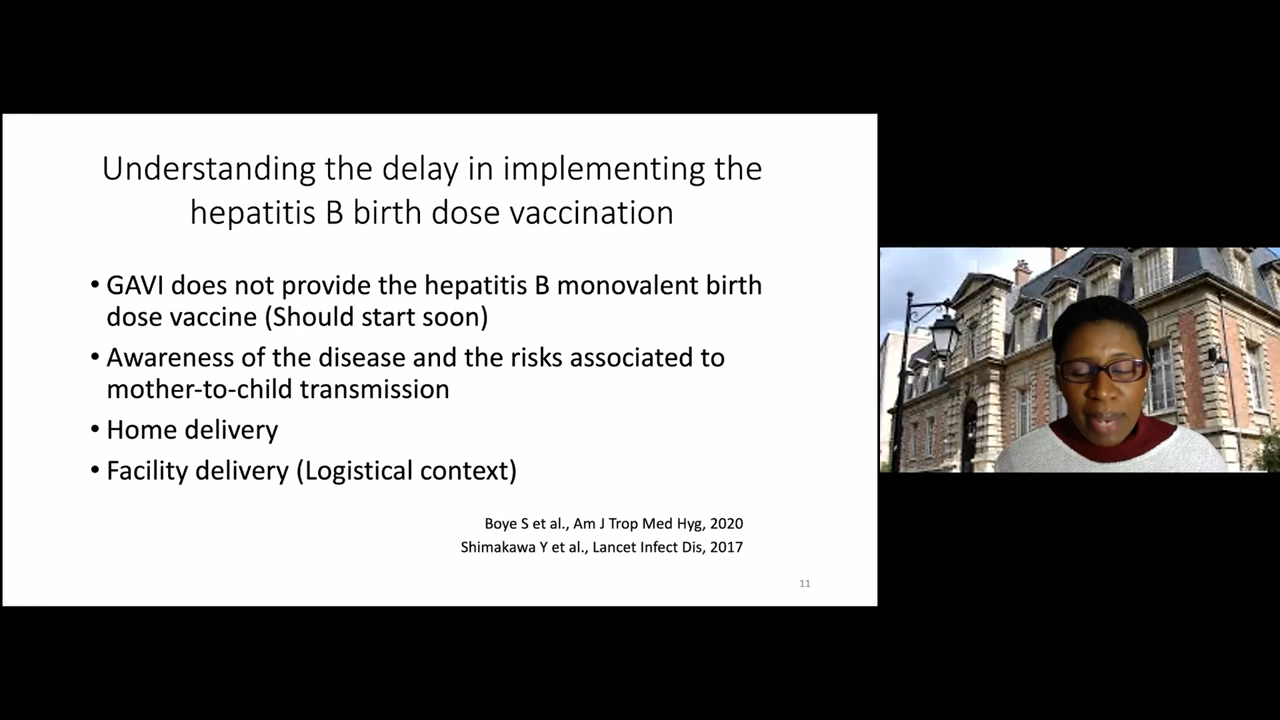 Understanding the delay in implementing the
hepatitis B birth dose vaccination
• GAVI does not provide the hepatitis B monovalent birth
dose vaccine (Should start soon)
• Awareness of the disease and the risks associated to
mother-to-child transmission
• Home delivery
• Facility delivery (Logistical context)
Boye S et al., Am J Trop Med Hyg, 2020
Shimakawa Y et al., Lancet Infect Dis, 2017
11